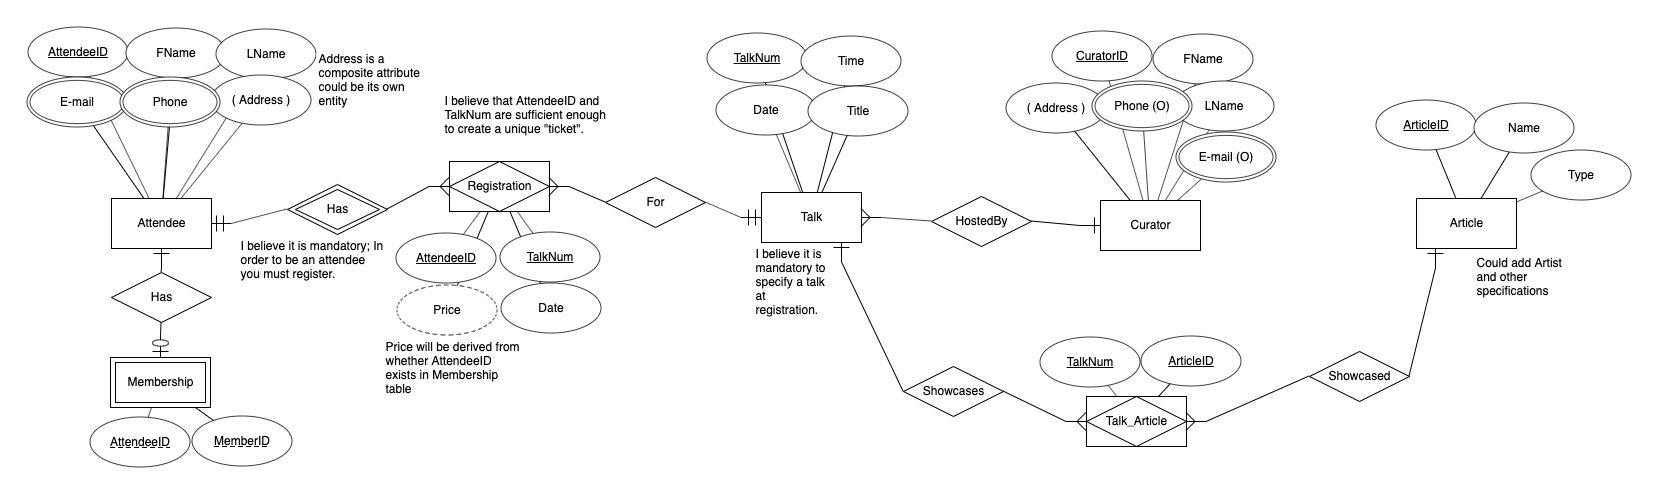 AttendeeID
FName
LName
E-mail
Phone
( Address )
Address is a
composite attribute
could be its own
entity
I believe that AttendeeID and
TalkNum are sufficient enough
to create a unique "ticket".
TalkNum
Time
Date
Title
CuratorID
FName
( Address )
Phone (O)
LName
E-mail (O)
ArticleID
Name
Type
Attendee
Has
Registration
For
Talk
HostedBy
Curator
Article
I believe it is mandatory; In
order to be an attendee
you must register.
AttendeeID
TalkNum
Price
Date
Price will be derived from
whether AttendeeID
exists in Membership
table
I believe it is
mandatory to
specify a talk
at
registration.
Could add Artist
and other
specifications
Has
Membership
AttendeeID
MemberID
Showcases
TalkNum
ArticleID
Talk_Article
Showcased